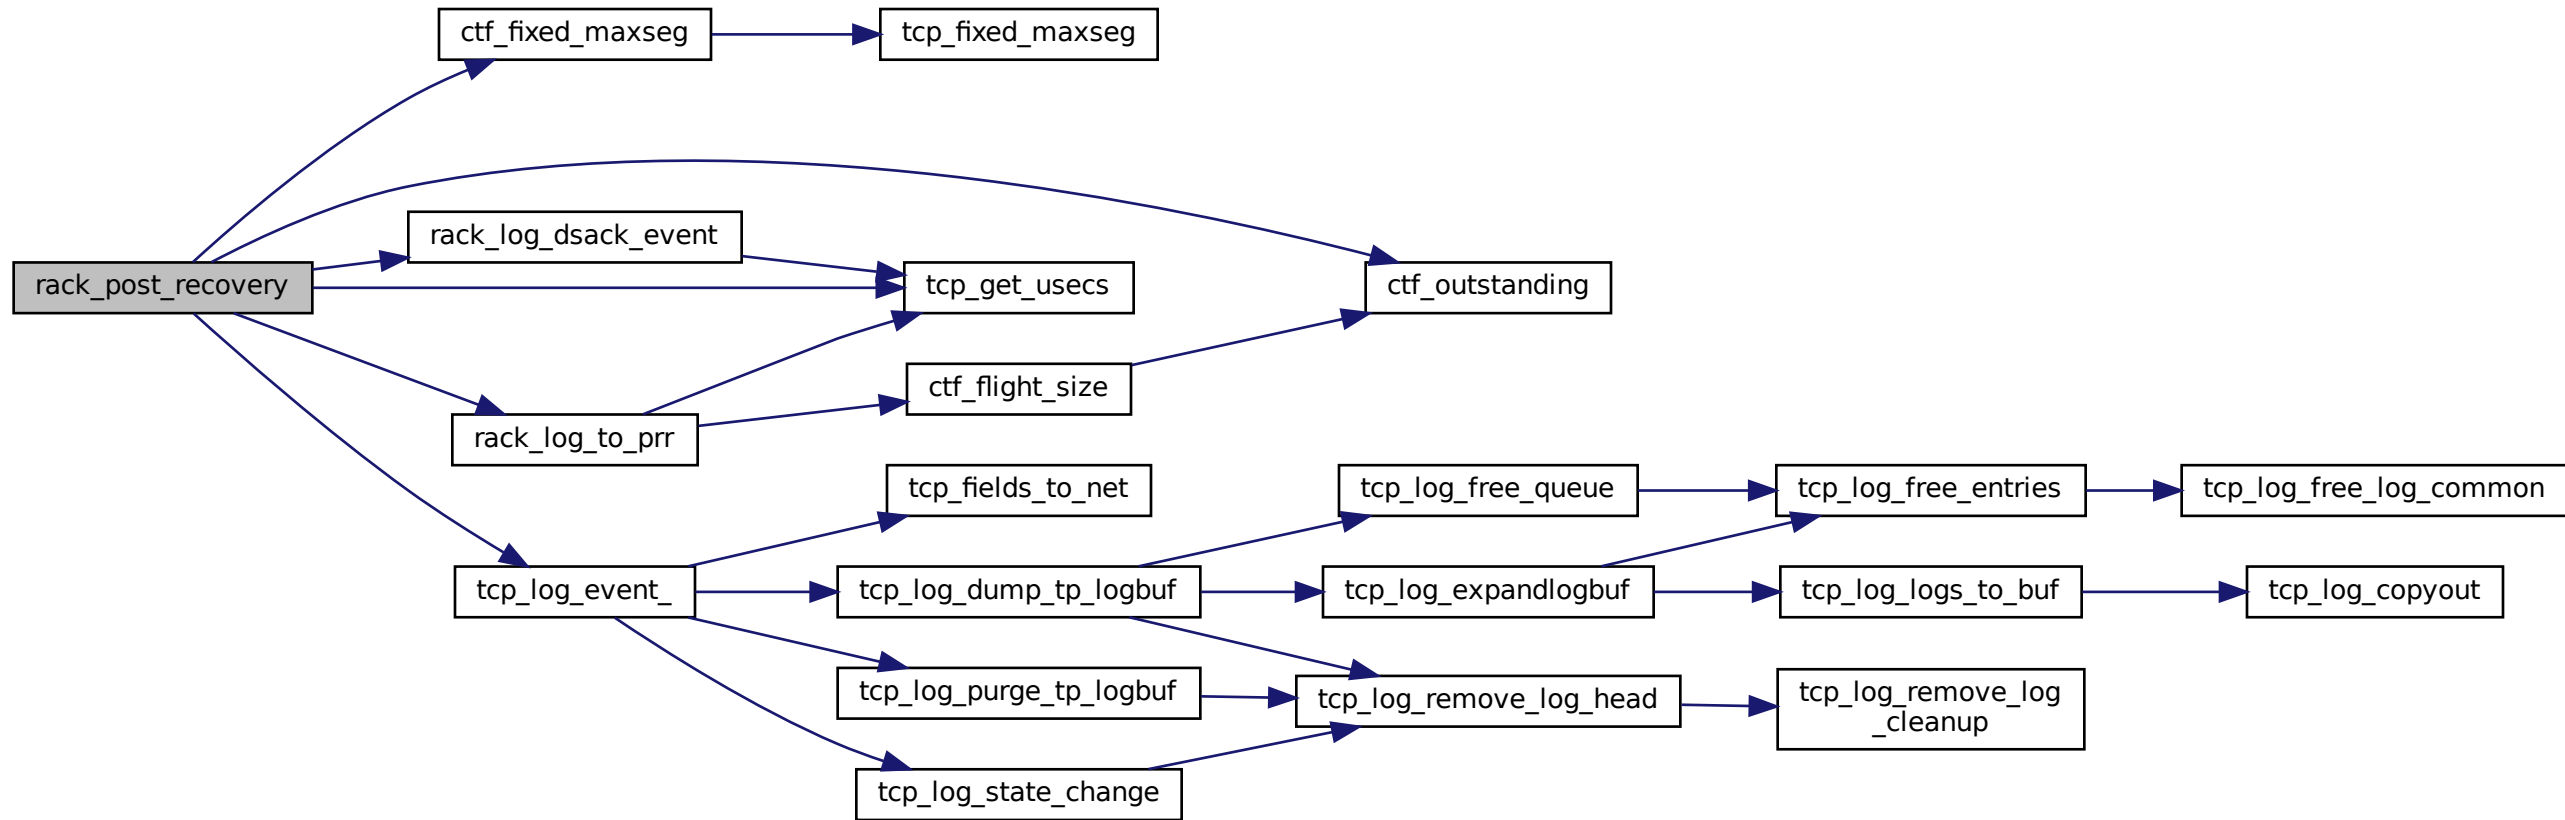 ctf_fixed_maxseg
tcp_fixed_maxseg
rack_log_dsack_event
rack_post_recovery
tcp_get_usecs
ctf_outstanding
ctf_flight_size
rack_log_to_prr
tcp_fields_to_net
tcp_log_free_queue
tcp_log_free_entries
tcp_log_free_log_common
tcp_log_event_
tcp_log_dump_tp_logbuf
tcp_log_expandlogbuf
tcp_log_logs_to_buf
tcp_log_copyout
tcp_log_purge_tp_logbuf
tcp_log_remove_log_head
tcp_log_remove_log
_cleanup
tcp_log_state_change